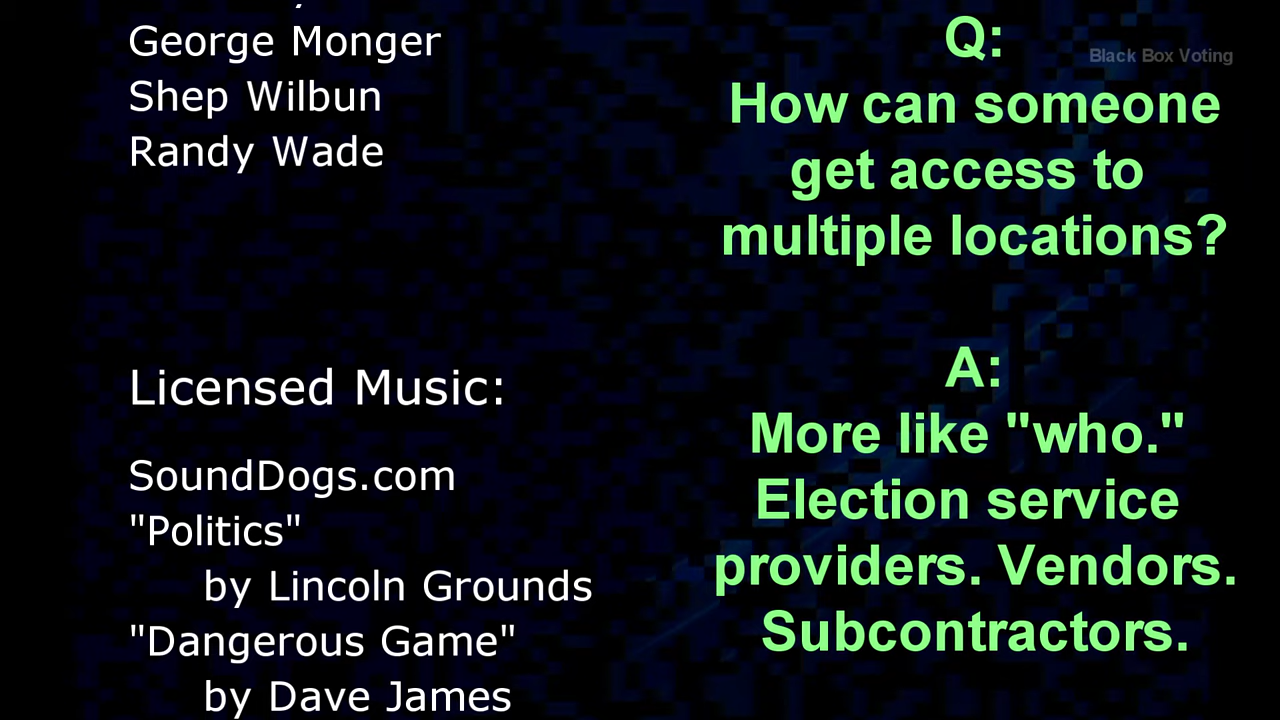 George Monger
Shep Wilbun
Randy Wade
Licensed Music:
SoundDogs.com
"Politics"
by Lincoln Grounds
"Dangerous Game"
by Dave James
Black Box Voting
Q:
How can someone
get access to
multiple locations?
A:
More like "who."
Election service
providers. Vendors.
Subcontractors.